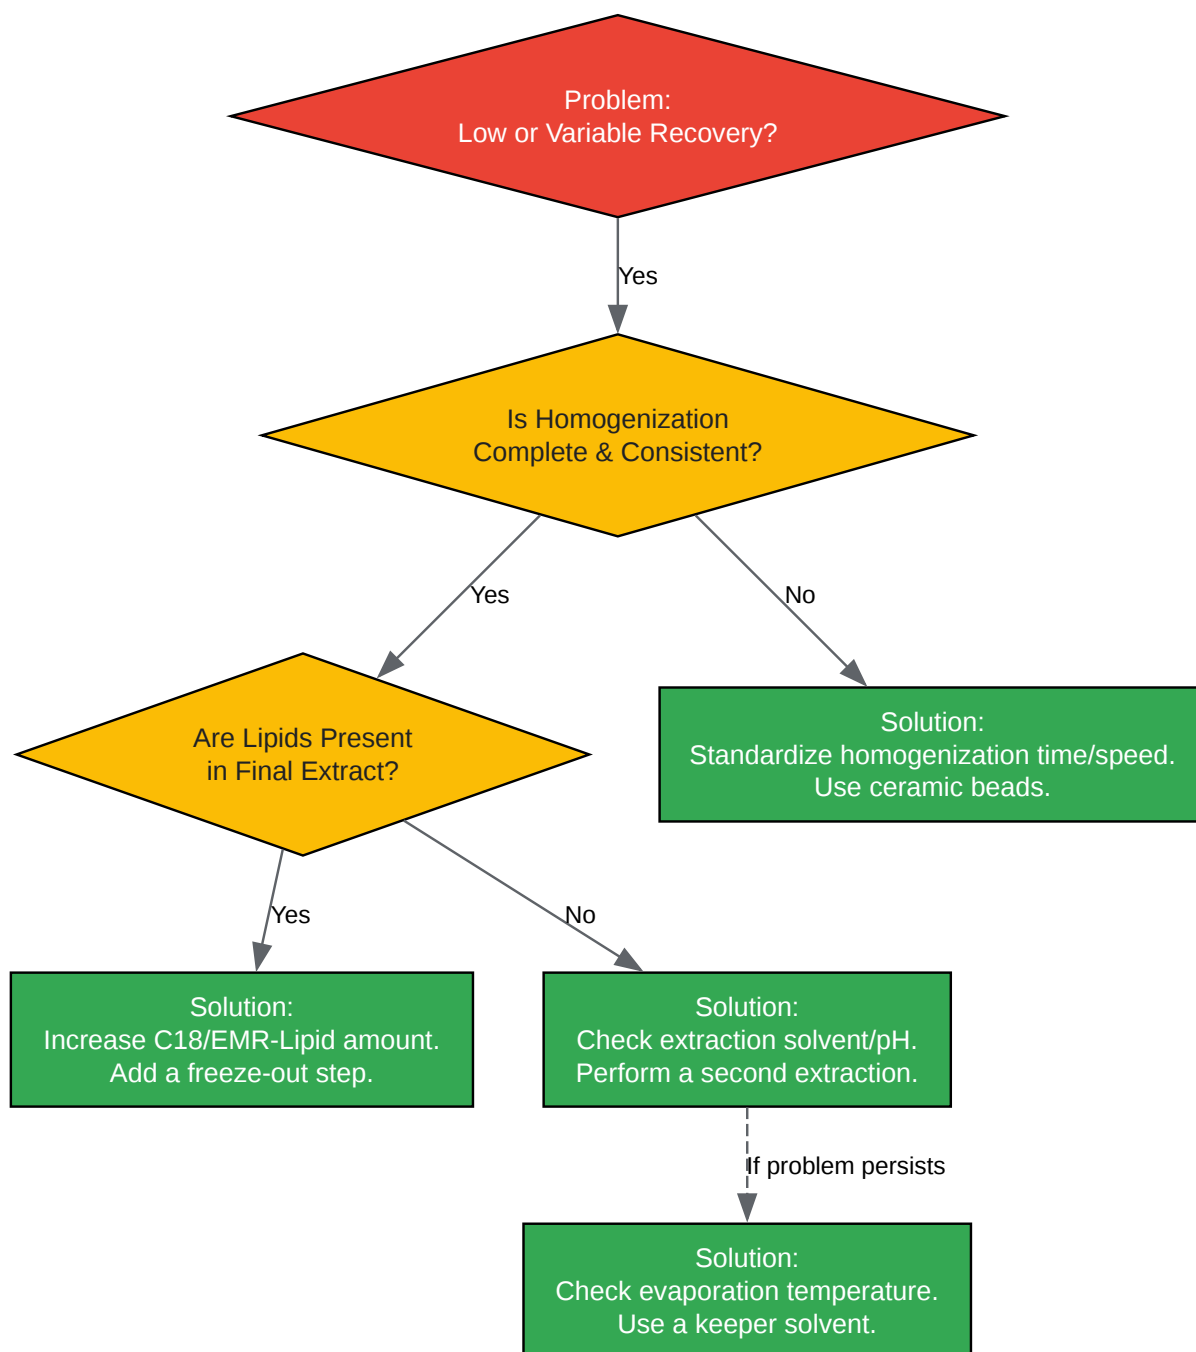 Problem:
Low or Variable Recovery?
Yes
Is Homogenization
Complete & Consistent?
Yes
No
Are Lipids Present
in Final Extract?
Solution:
Standardize homogenization time/speed.
Use ceramic beads.
Yes
No
Solution:
Increase C18/EMR-Lipid amount.
Add a freeze-out step.
Solution:
Check extraction solvent/pH.
Perform a second extraction.
If problem persists
Solution:
Check evaporation temperature.
Use a keeper solvent.